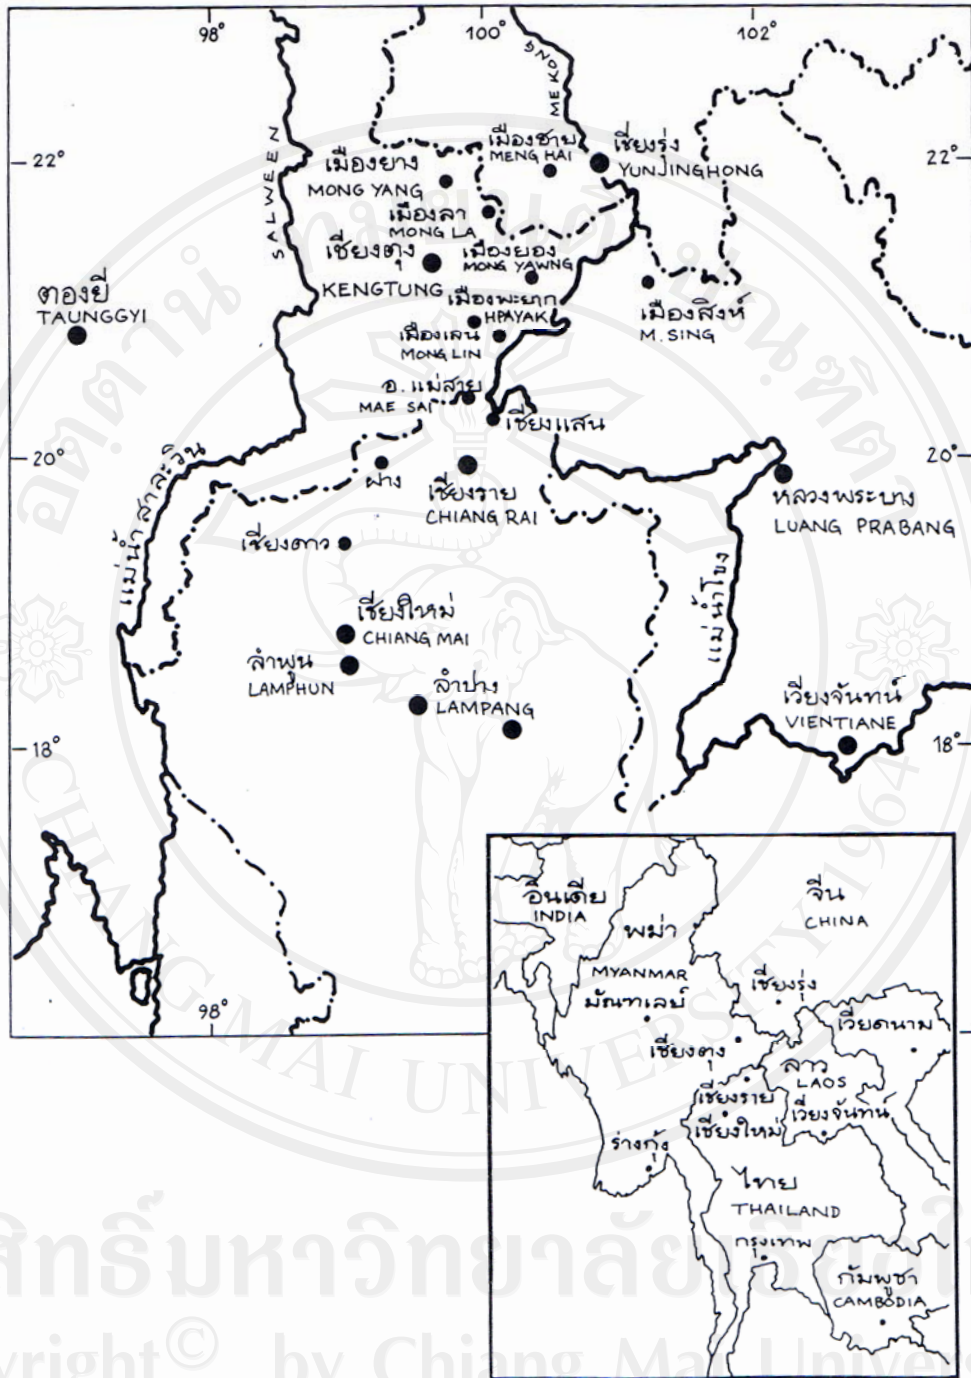 98°
100°
102°
22°
22°
SALWEEN
MEKONG
เมืองฮาย
MENG HAI
เชียงรุ่ง
YUNJINGHONG
เมืองยาง
MONG YANG
เมืองลา
MONG LA
เชียงตุง
KENGTUNG
เมืองยอง
MONG YAWNG
ตองยี่
TAUNGGYI
เมืองพะยาก
HPAYAK
เมืองสิงห์
M. SING
เมืองเลน
MONG LIN
อ. แม่สาย
MAE SAI
เชียงแสน
20°
20°
แม่น้ำสาละวิน
ฝาง
เชียงราย
CHIANG RAI
หลวงพระบาง
LUANG PRABANG
เชียงดาว
แม่น้ำโขง
เชียงใหม่
CHIANG MAI
ลำพูน
LAMPHUN
ลำปาง
LAMPANG
เวียงจันทน์
VIENTIANE
18°
18°
98°
อินเดีย
INDIA
จีน
CHINA
พม่า
MYANMAR
มัณฑเลย์
เชียงรุ่ง
เวียดนาม
เชียงตุง
ลาว
LAOS
เชียงราย
เวียงจันทน์
เชียงใหม่
ร่างกุ้ง
ไทย
THAILAND
กรุงเทพ
กัมพูชา
CAMBODIA
CHIANG MAI UNIVERSITY 1964
สิทธิ์มหาวิทยาลัยเชียงให
yright© by Chiang Mai Univers